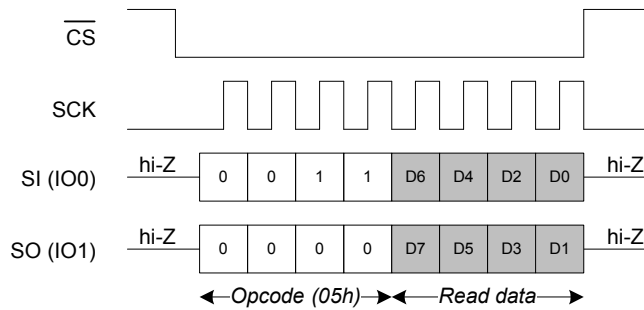 CS
SCK
hi-Z 0 0 1 1 D6 D4 D2 D0 hi-Z
SI (IO0)
hi-Z 0 0 0 0 D7 D5 D3 D1 hi-Z
SO (IO1)
Opcode (05h) Read data